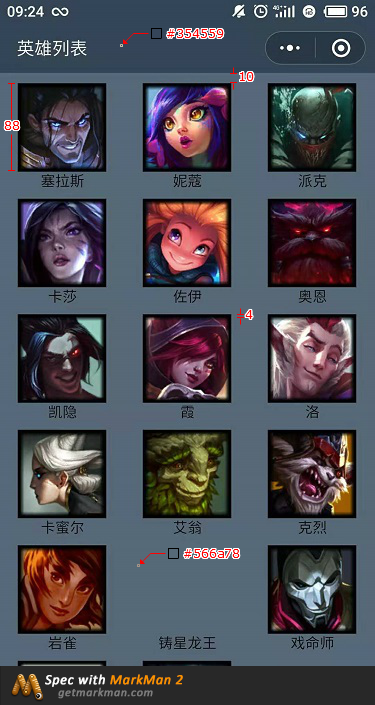 09:24 4G 96
#354559
英雄列表
10
88
塞拉斯 妮蔻 派克
卡莎 佐伊 奥恩
4
凯隐 霞 洛
卡蜜尔 艾翁 克烈
#566a78
岩雀 铸星龙王 戏命师
Spec with MarkMan 2
getmarkman.com